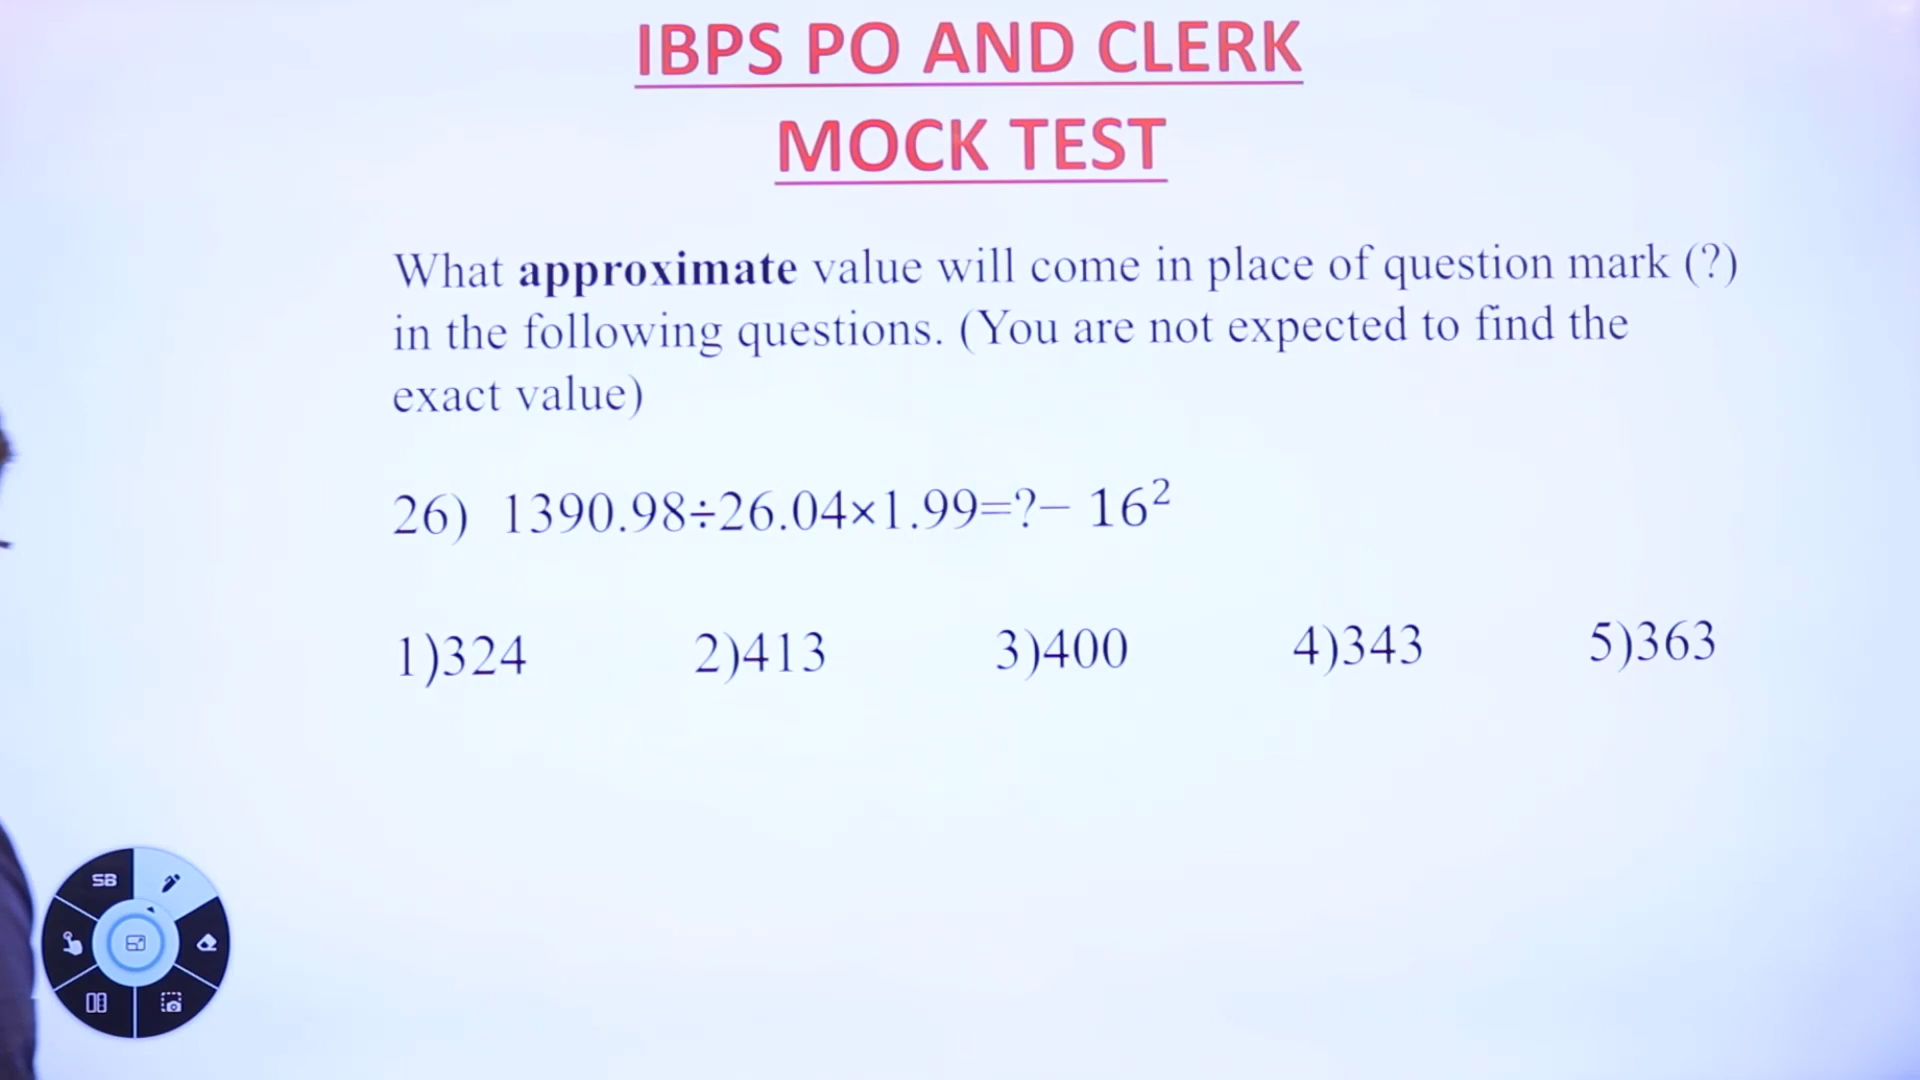 IBPS PO AND CLERK
MOCK TEST
What approximate value will come in place of question mark (?)
in the following questions. (You are not expected to find the
exact value)
26) 1390.98÷26.04×1.99=?− 16²
1)324 2)413 3)400 4)343 5)363
SB